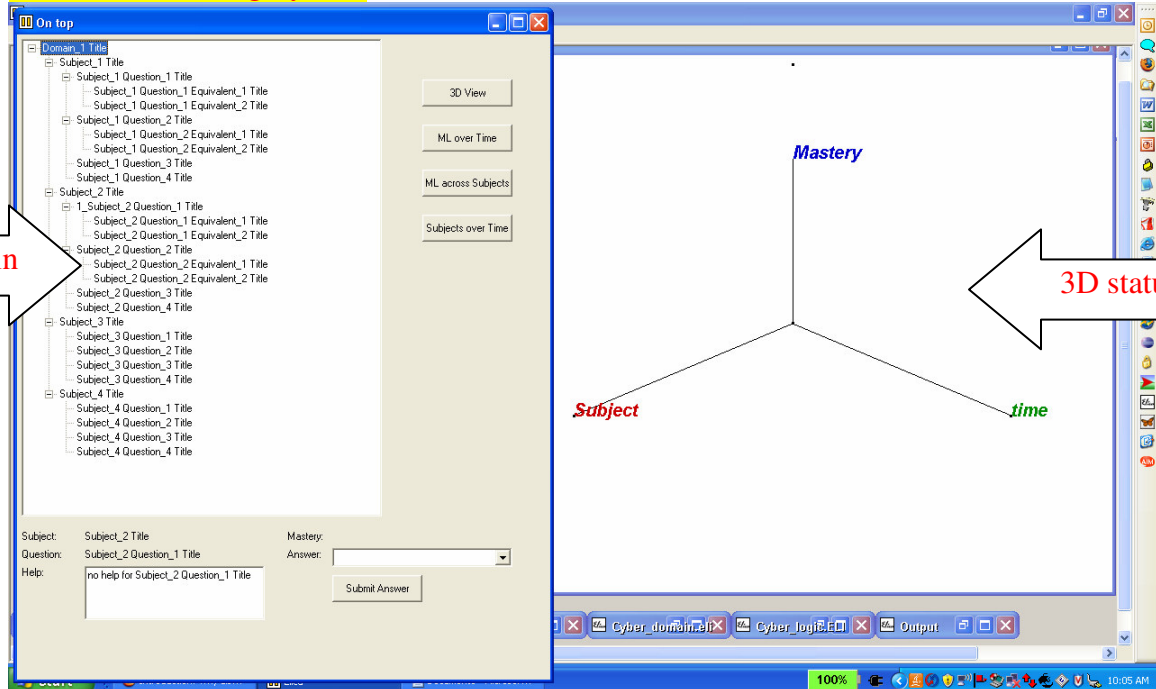 On top
Domain_1 Title
Subject_1 Title
Subject_1 Question_1 Title
Subject_1 Question_1 Equivalent_1 Title
Subject_1 Question_1 Equivalent_2 Title
Subject_1 Question_2 Title
Subject_1 Question_2 Equivalent_1 Title
Subject_1 Question_2 Equivalent_2 Title
Subject_1 Question_3 Title
Subject_1 Question_4 Title
Subject_2 Title
1_Subject_2 Question_1 Title
Subject_2 Question_1 Equivalent_1 Title
Subject_2 Question_1 Equivalent_2 Title
Subject_2 Question_2 Title
Subject_2 Question_2 Equivalent_1 Title
Subject_2 Question_2 Equivalent_2 Title
Subject_2 Question_3 Title
Subject_2 Question_4 Title
Subject_3 Title
Subject_3 Question_1 Title
Subject_3 Question_2 Title
Subject_3 Question_3 Title
Subject_3 Question_4 Title
Subject_4 Title
Subject_4 Question_1 Title
Subject_4 Question_2 Title
Subject_4 Question_3 Title
Subject_4 Question_4 Title
3D View
ML over Time
ML across Subjects
Subjects over Time
Subject: Subject_2 Title
Question: Subject_2 Question_1 Title
Help: no help for Subject_2 Question_1 Title
Mastery:
Answer:
Submit Answer
Mastery
Subject
time
3D statu
Cyber_domain.eli
Cyber_logic.ELI
Output
100%
10:05 AM